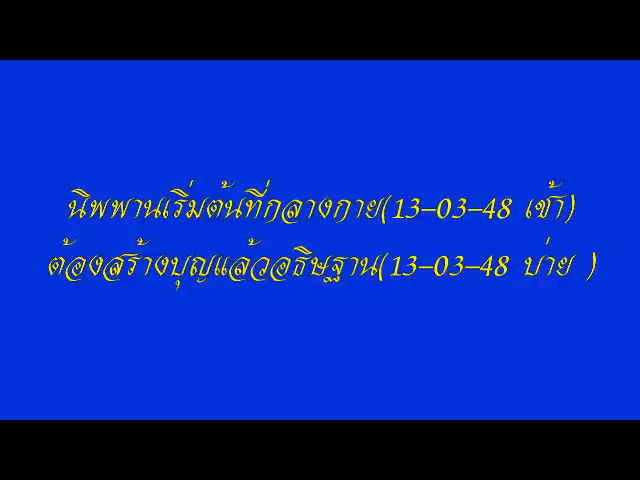 นิพพานเริ่มต้นที่กลางกาย(13-03-48 เช้า)
ต้องสร้างบุญแล้วอธิษฐาน(13-03-48 บ่าย )